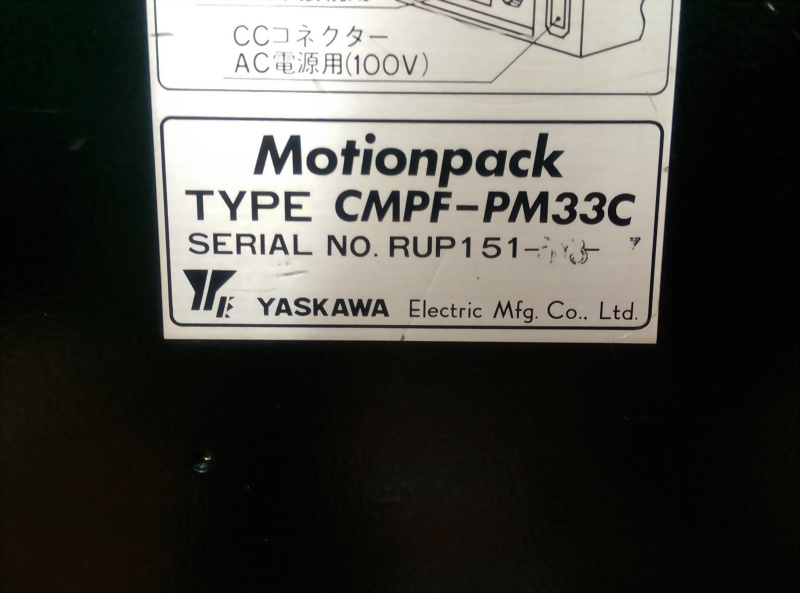 CCコネクター
AC電源用(100V)
Motionpack
TYPE CMPF-PM33C
SERIAL NO. RUP151-
YASKAWA Electric Mfg. Co., Ltd.